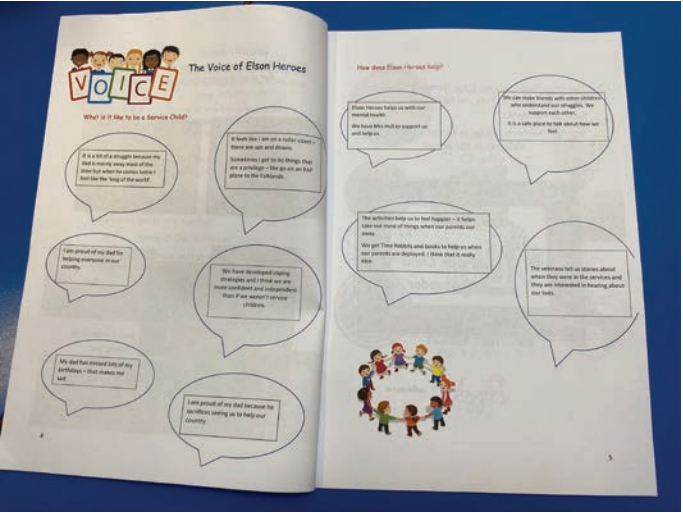 VOICE
The Voice of Elson Heroes
What is it like to be a Service Child?
It is a bit of a struggle because my
dad is mainly away most of the
time but when he comes home I
feel like the 'king of the world'.
It feels like I am on a roller coast –
there are ups and downs.
Sometimes I get to do things that
are a privilege – like go on an RAF
plane to the Falklands.
I am proud of my dad for
helping everyone in our
country.
We have developed coping
strategies and I think we are
more confident and independent
than if we weren't service
children.
My dad has missed lots of my
birthdays – that makes me
sad.
I am proud of my dad because he
sacrifices seeing us to help our
country.
4
How does Elson Heroes help?
Elson Heroes helps us with our
mental health.
We have Mrs Hull to support us
and help us.
We can make friends with other children
who understand our struggles. We
support each other.
It is a safe place to talk about how we
feel.
The activities help us to feel happier – it helps
take our mind of things when our parents our
away.
We get Time Rabbits and books to help us when
our parents are deployed. I think that is really
nice.
The veterans tell us stories about
when they were in the services and
they are interested in hearing about
our lives.
5